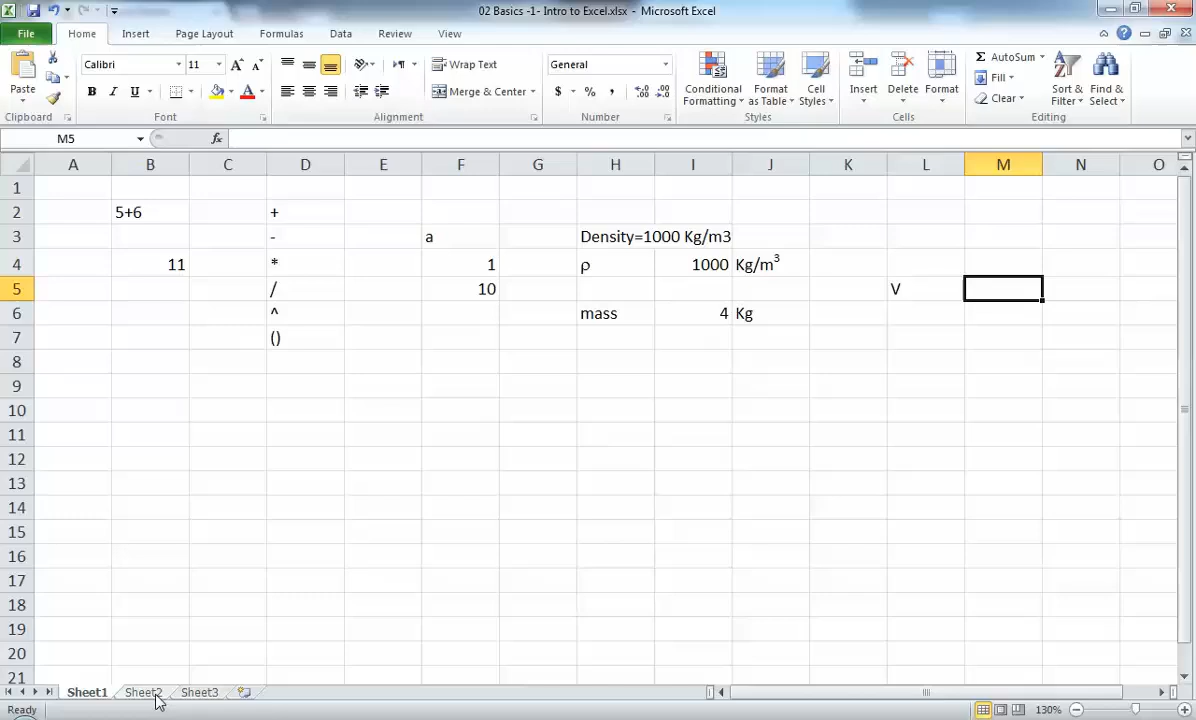 02 Basics -1- Intro to Excel.xlsx - Microsoft Excel
File Home Insert Page Layout Formulas Data Review View
Calibri 11 A A Wrap Text General AutoSum
Paste B I U A Merge & Center $ % , Conditional Formatting Format as Table Cell Styles Insert Delete Format Fill Clear Sort & Filter Find & Select
Clipboard Font Alignment Number Styles Cells Editing
M5 fx
A B C D E F G H I J K L M N O
1
2 5+6 +
3 - a Density=1000 Kg/m3
4 11 * 1 ρ 1000 Kg/m³
5 / 10 V
6 ^ mass 4 Kg
7 ()
8
9
10
11
12
13
14
15
16
17
18
19
20
21
Sheet1 Sheet2 Sheet3
Ready 130%